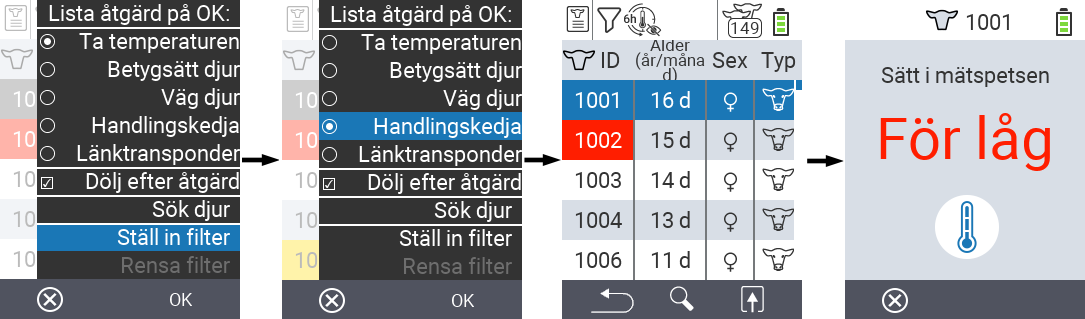 Lista åtgärd på OK:
Ta temperaturen
Betygsätt djur
Väg djur
Handlingskedja
Länktransponder
Dölj efter åtgärd
Sök djur
Ställ in filter
Rensa filter
OK
10
10
10
10
10
Lista åtgärd på OK:
Ta temperaturen
Betygsätt djur
Väg djur
Handlingskedja
Länktransponder
Dölj efter åtgärd
Sök djur
Ställ in filter
Rensa filter
OK
10
10
10
10
10
6h
149
ID Ålder (år/måna d) Sex Typ
1001 16 d
1002 15 d
1003 14 d
1004 13 d
1006 11 d
1001
Sätt i mätspetsen
För låg